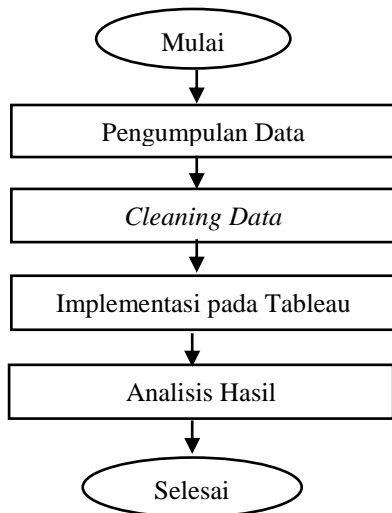 Mulai
Pengumpulan Data
Cleaning Data
Implementasi pada Tableau
Analisis Hasil
Selesai